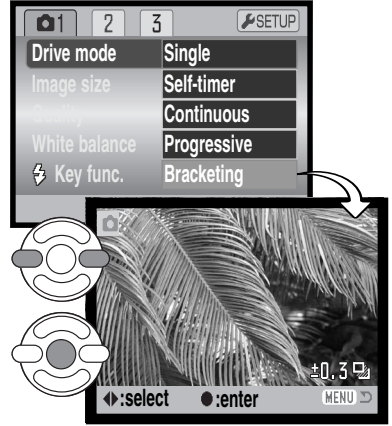 1 2 3 SETUP
Drive mode Single
Image size Self-timer
Quality Continuous
White balance Progressive
Key func. Bracketing
±0.3
:select :enter MENU